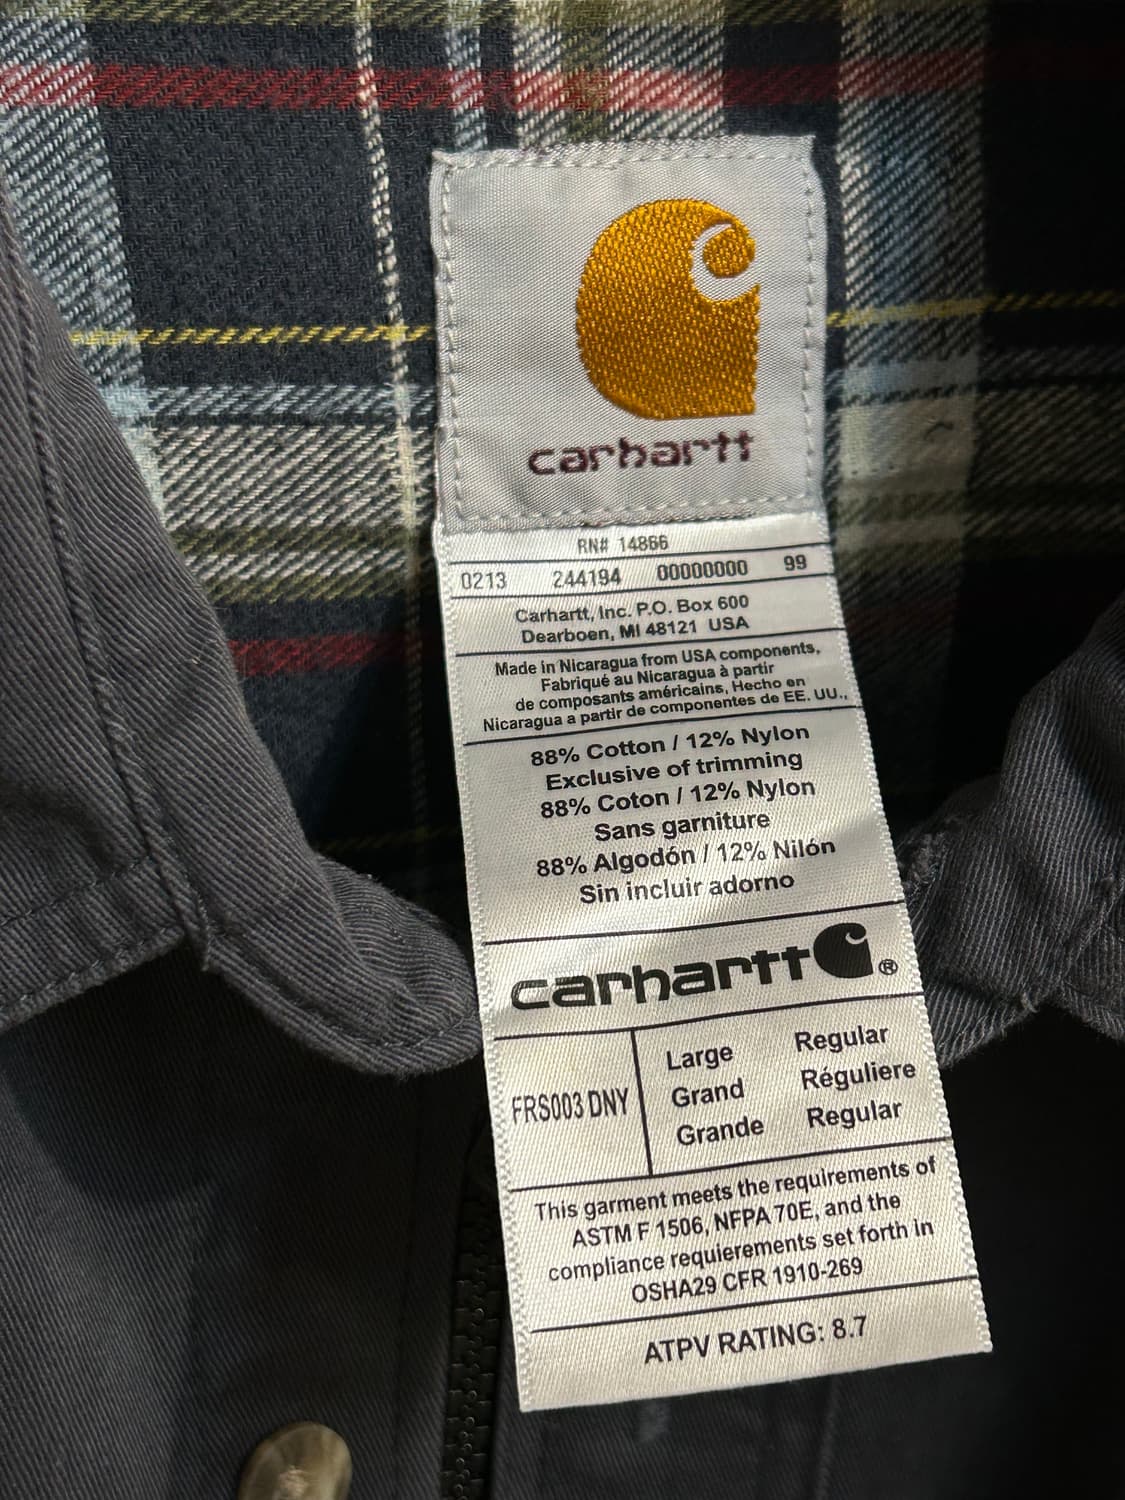 carhartt
RN# 14866
0213 244194 00000000 99
Carhartt, Inc. P.O. Box 600
Dearboen, MI 48121 USA
Made in Nicaragua from USA components,
Fabriqué au Nicaragua à partir
de composants américains, Hecho en
Nicaragua a partir de componentes de EE. UU..
88% Cotton / 12% Nylon
Exclusive of trimming
88% Coton / 12% Nylon
Sans garniture
88% Algodón / 12% Nilón
Sin incluir adorno
carhartt ®
FRS003 DNY
Large Regular
Grand Réguliere
Grande Regular
This garment meets the requirements of
ASTM F 1506, NFPA 70E, and the
compliance requierements set forth in
OSHA29 CFR 1910-269
ATPV RATING: 8.7